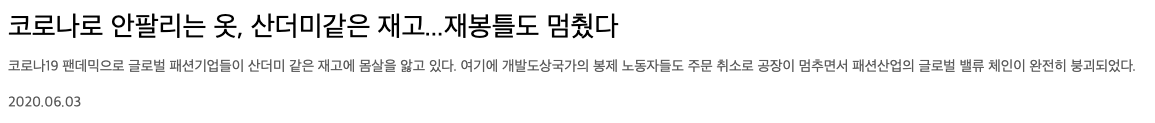 코로나로 안팔리는 옷, 산더미같은 재고...재봉틀도 멈췄다
코로나19 팬데믹으로 글로벌 패션기업들이 산더미 같은 재고에 몸살을 앓고 있다. 여기에 개발도상국가의 봉제 노동자들도 주문 취소로 공장이 멈추면서 패션산업의 글로벌 밸류 체인이 완전히 붕괴되었다.
2020.06.03